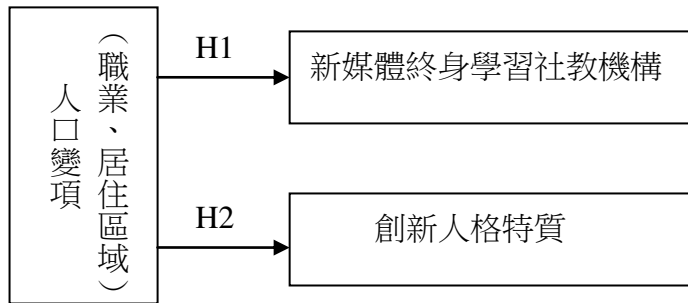 人口變項
（職業、居住區域）
H1
新媒體終身學習社教機構
H2
創新人格特質